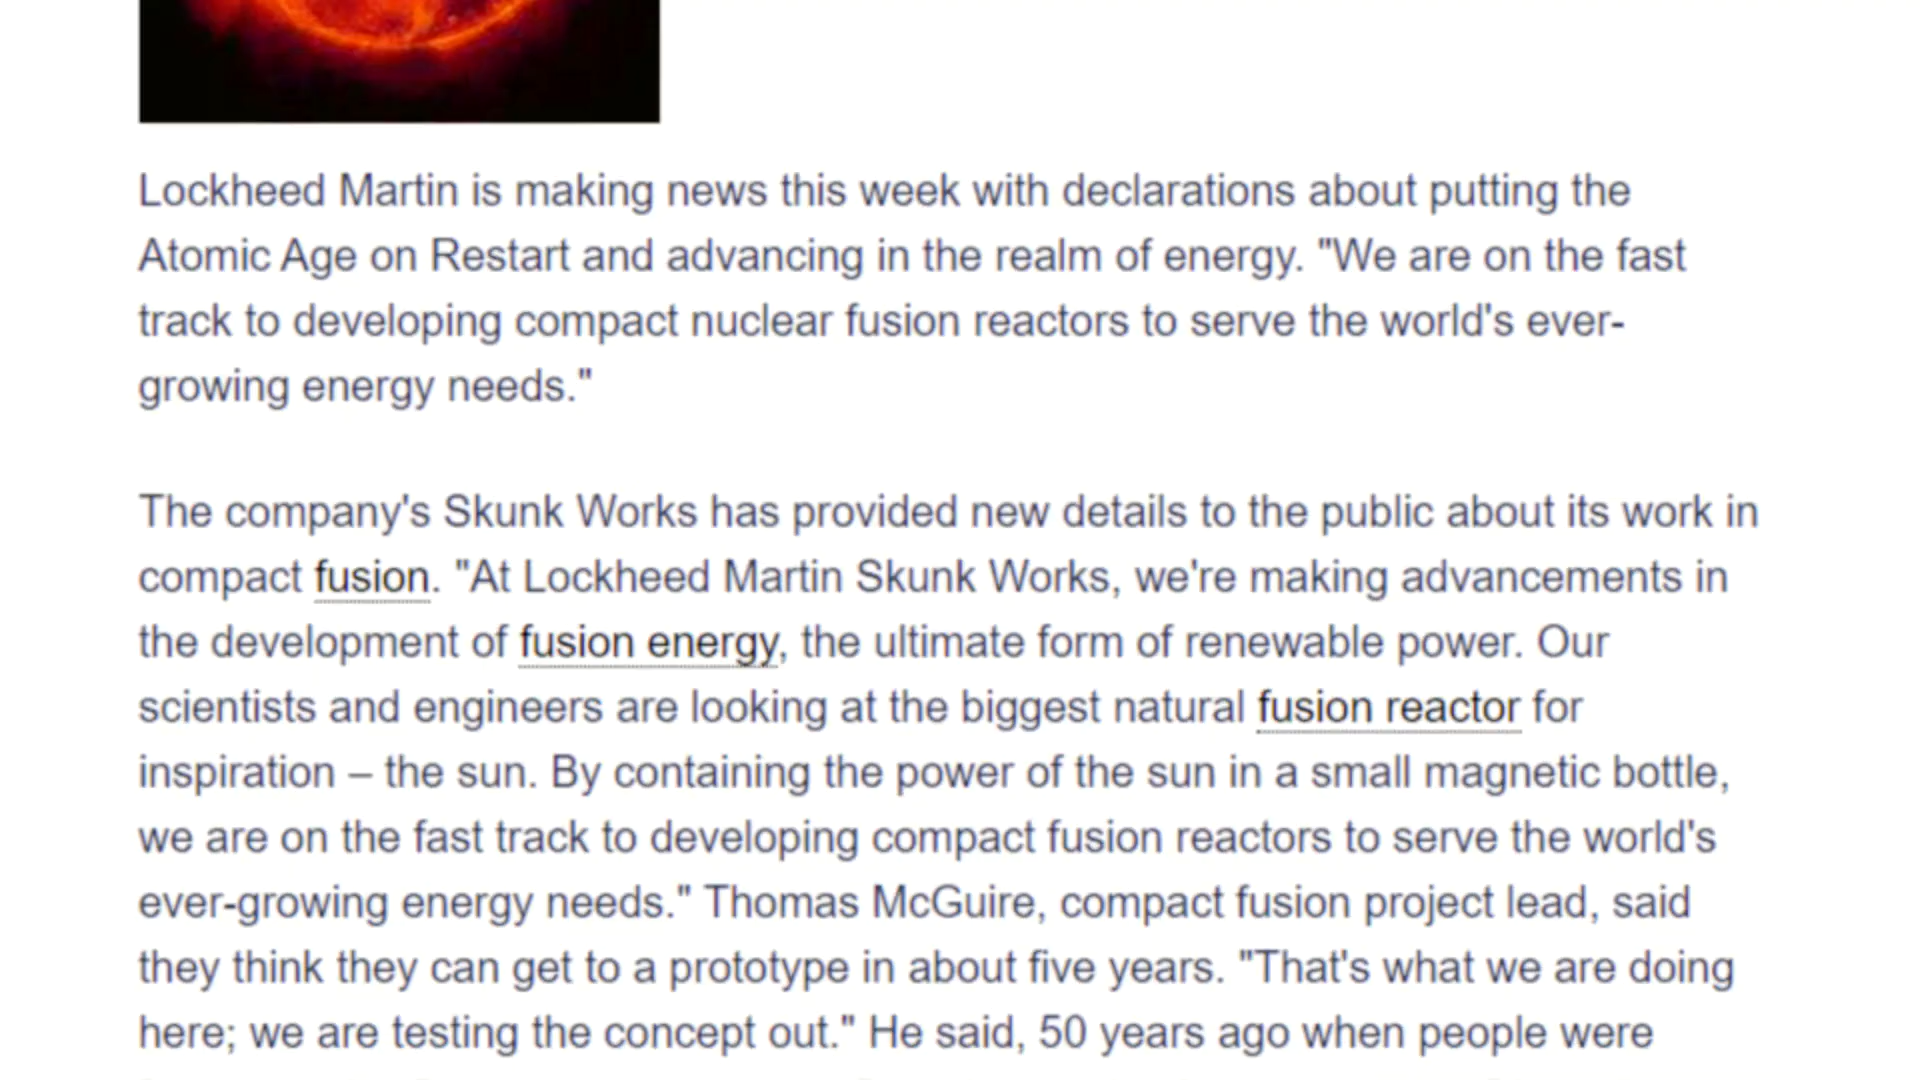 Lockheed Martin is making news this week with declarations about putting the
Atomic Age on Restart and advancing in the realm of energy. "We are on the fast
track to developing compact nuclear fusion reactors to serve the world's ever-
growing energy needs."
The company's Skunk Works has provided new details to the public about its work in
compact fusion. "At Lockheed Martin Skunk Works, we're making advancements in
the development of fusion energy, the ultimate form of renewable power. Our
scientists and engineers are looking at the biggest natural fusion reactor for
inspiration – the sun. By containing the power of the sun in a small magnetic bottle,
we are on the fast track to developing compact fusion reactors to serve the world's
ever-growing energy needs." Thomas McGuire, compact fusion project lead, said
they think they can get to a prototype in about five years. "That's what we are doing
here; we are testing the concept out." He said, 50 years ago when people were